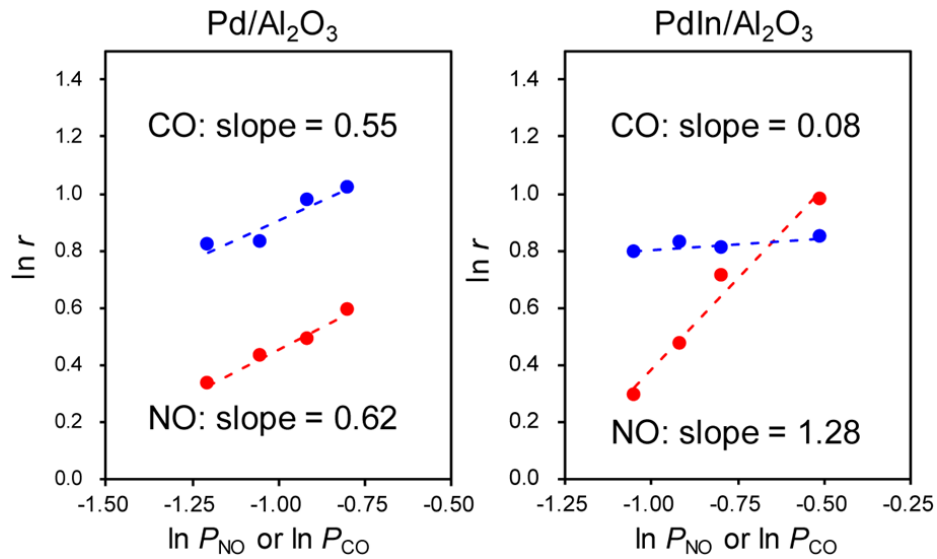 Pd/Al₂O₃
ln r
1.4
1.2
1.0
0.8
0.6
0.4
0.2
0.0
CO: slope = 0.55
NO: slope = 0.62
-1.50 -1.25 -1.00 -0.75 -0.50
ln P_NO or ln P_CO
PdIn/Al₂O₃
ln r
1.4
1.2
1.0
0.8
0.6
0.4
0.2
0.0
CO: slope = 0.08
NO: slope = 1.28
-1.25 -1.00 -0.75 -0.50 -0.25
ln P_NO or ln P_CO